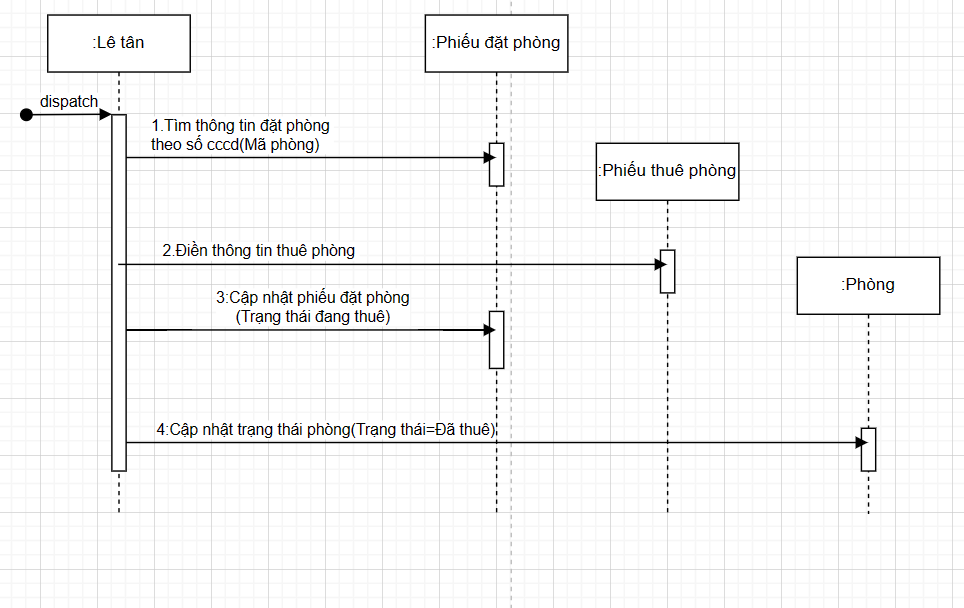 :Lê tân
:Phiếu đặt phòng
dispatch
1.Tìm thông tin đặt phòng
theo số cccd(Mã phòng)
:Phiếu thuê phòng
2.Điền thông tin thuê phòng
:Phòng
3:Cập nhật phiếu đặt phòng
(Trạng thái đang thuê)
4:Cập nhật trạng thái phòng(Trạng thái=Đã thuê)